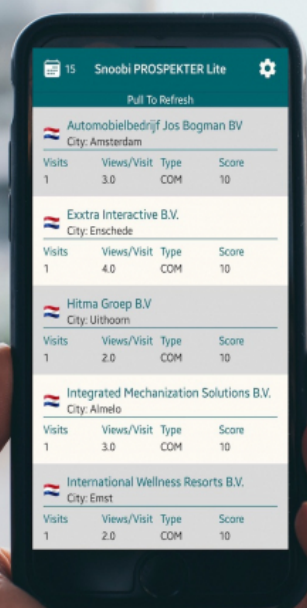 15 Snoobi PROSPEKTER Lite
Pull To Refresh
Automobielbedrijf Jos Bogman BV
City: Amsterdam
Visits Views/Visit Type Score
1 3.0 COM 10
Exxtra Interactive B.V.
City: Enschede
Visits Views/Visit Type Score
1 4.0 COM 10
Hitma Groep B.V
City: Uithoorn
Visits Views/Visit Type Score
1 2.0 COM 10
Integrated Mechanization Solutions B.V.
City: Almelo
Visits Views/Visit Type Score
1 3.0 COM 10
International Wellness Resorts B.V.
City: Emst
Visits Views/Visit Type Score
1 2.0 COM 10